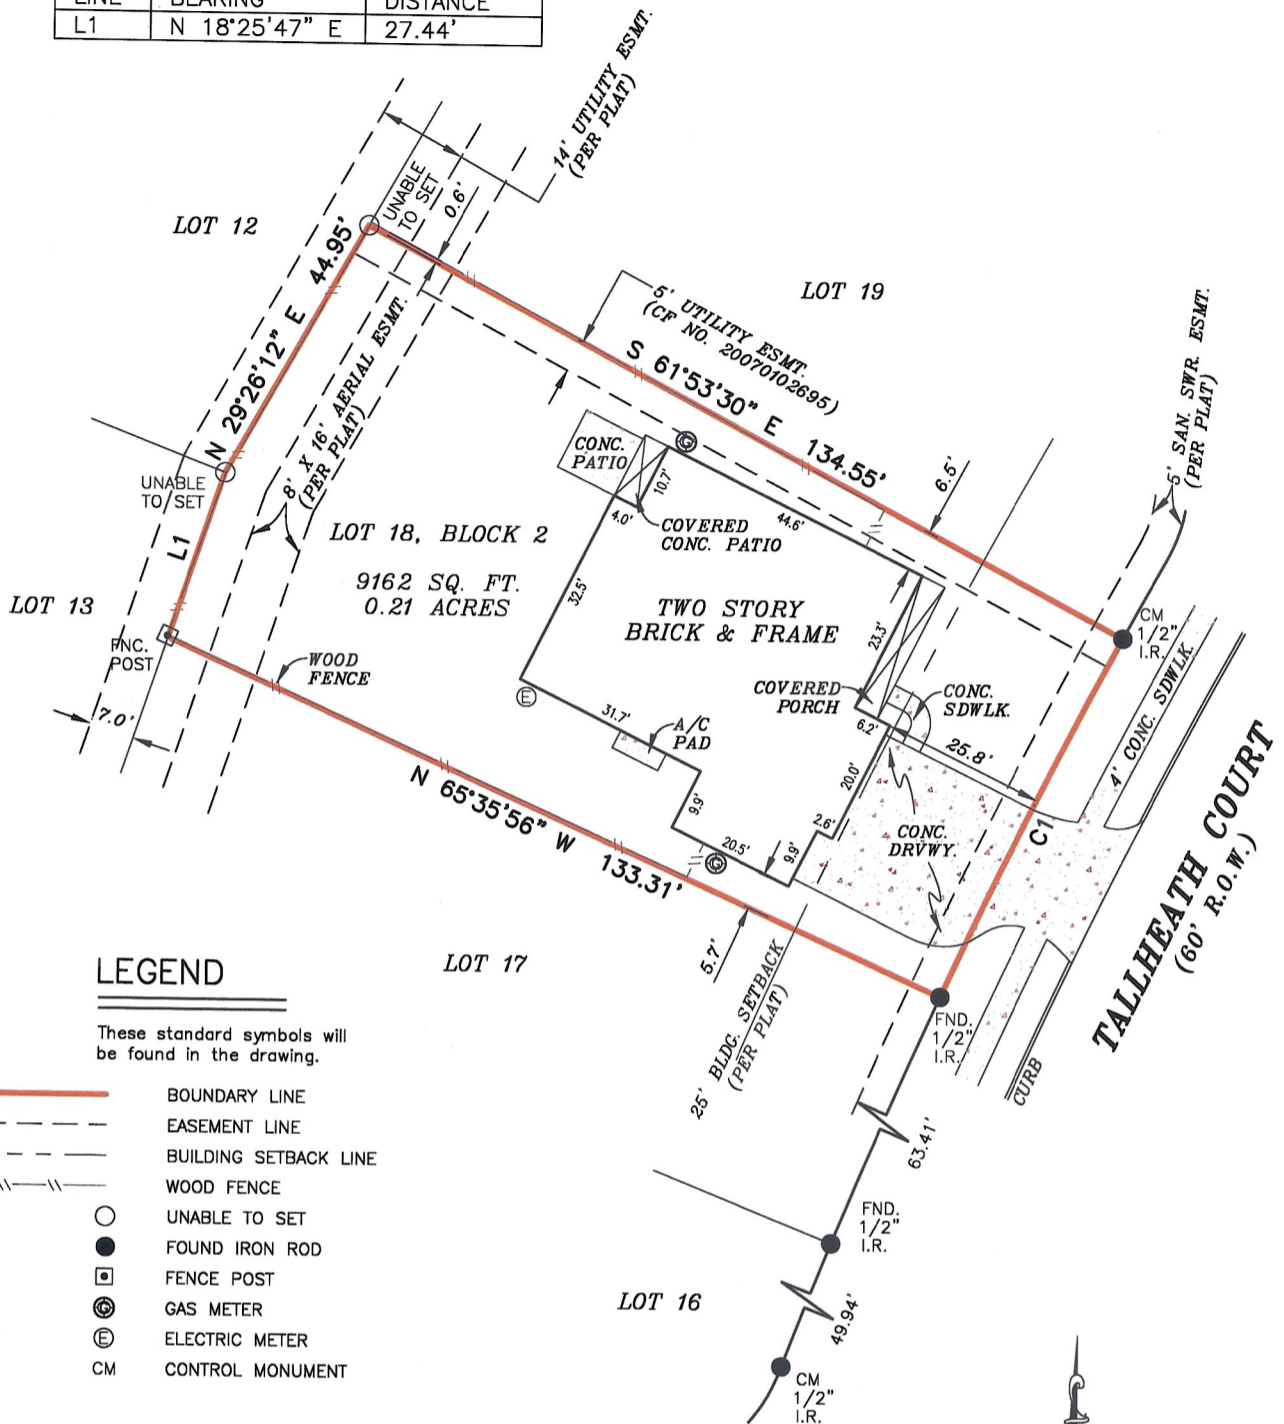 LINE BEARING DISTANCE
L1 N 18°25'47" E 27.44'
14' UTILITY ESMT.
(PER PLAT)
UNABLE
TO SET
0.6'
LOT 12
N 29°26'12" E 44.95'
LOT 19
5' UTILITY ESMT.
(CF NO. 20070102695)
S 61°53'30" E 134.55'
5' SAN. SWR. ESMT.
(PER PLAT)
8' X 16' AERIAL ESMT.
(PER PLAT)
CONC.
PATIO
G
10.7'
6.5'
UNABLE
TO SET
4.0'
COVERED
CONC. PATIO
44.6'
L1
LOT 18, BLOCK 2
9162 SQ. FT.
0.21 ACRES
32.5'
TWO STORY
BRICK & FRAME
23.3'
LOT 13
CM
1/2"
I.R.
FNC.
POST
WOOD
FENCE
E
COVERED
PORCH
CONC.
SDWLK.
4' CONC. SDWLK.
7.0'
31.7'
A/C
PAD
6.2'
25.8'
20.0'
N 65°35'56" W 133.31'
9.9'
2.6'
CONC.
DRVWY.
C1
20.5'
9.9'
G
TALLHEATH COURT
(60' R.O.W.)
5.7'
LOT 17
25' BLDG. SETBACK
(PER PLAT)
FND.
1/2"
I.R.
CURB
LEGEND
These standard symbols will
be found in the drawing.
BOUNDARY LINE
EASEMENT LINE
BUILDING SETBACK LINE
WOOD FENCE
UNABLE TO SET
FOUND IRON ROD
FENCE POST
G GAS METER
E ELECTRIC METER
CM CONTROL MONUMENT
63.41'
FND.
1/2"
I.R.
LOT 16
49.94'
CM
1/2"
I.R.